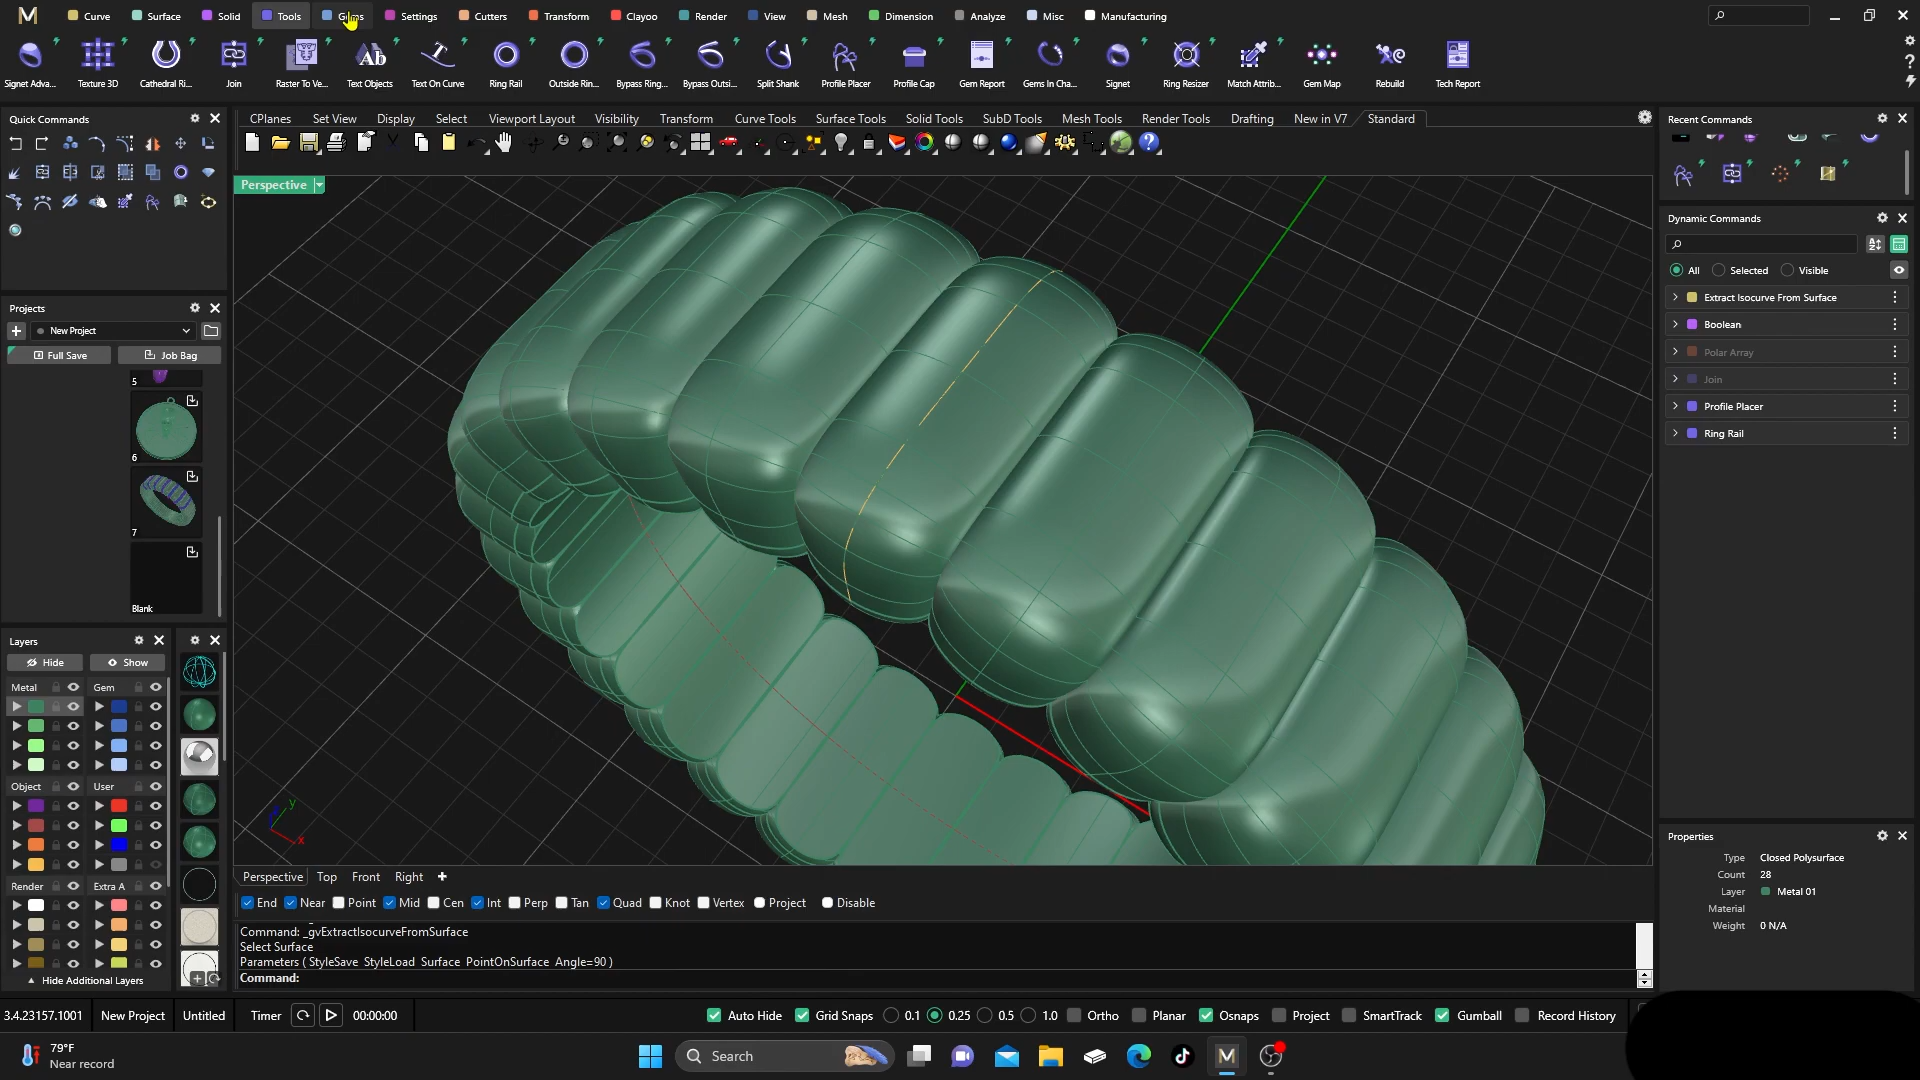 M Curve Surface Solid Tools Settings Cutters Transform Clayoo Render View Mesh Dimension Analyze Misc Manufacturing
Signet Adva... Texture 3D Cathedral Ri... Join Raster To Ve... Text Objects Text On Curve Ring Rail Outside Rin... Bypass Ring... Bypass Outsi... Split Shank Profile Placer Profile Cap Gem Report Gems In Cha... Signet Ring Resizer Match Attrib... Gem Map Rebuild Tech Report
Quick Commands
CPlanes Set View Display Select Viewport Layout Visibility Transform Curve Tools Surface Tools Solid Tools SubD Tools Mesh Tools Render Tools Drafting New in V7 Standard
Recent Commands
Perspective
Dynamic Commands
All Selected Visible
Extract Isocurve From Surface
Boolean
Polar Array
Join
Profile Placer
Ring Rail
Projects
New Project
Full Save Job Bag
5
6
7
Blank
Layers
Hide Show
Metal Gem
Object User
Render Extra A
Hide Additional Layers
y
x
Perspective Top Front Right
End Near Point Mid Cen Int Perp Tan Quad Knot Vertex Project Disable
Command: _gvExtractIsocurveFromSurface
Select Surface
Parameters ( StyleSave StyleLoad Surface PointOnSurface Angle=90 )
Command:
Properties
Type Closed Polysurface
Count 28
Layer Metal 01
Material
Weight 0 N/A
3.4.23157.1001 New Project Untitled Timer 00:00:00 Auto Hide Grid Snaps 0.1 0.25 0.5 1.0 Ortho Planar Osnaps Project SmartTrack Gumball Record History
79°F
Near record
Search